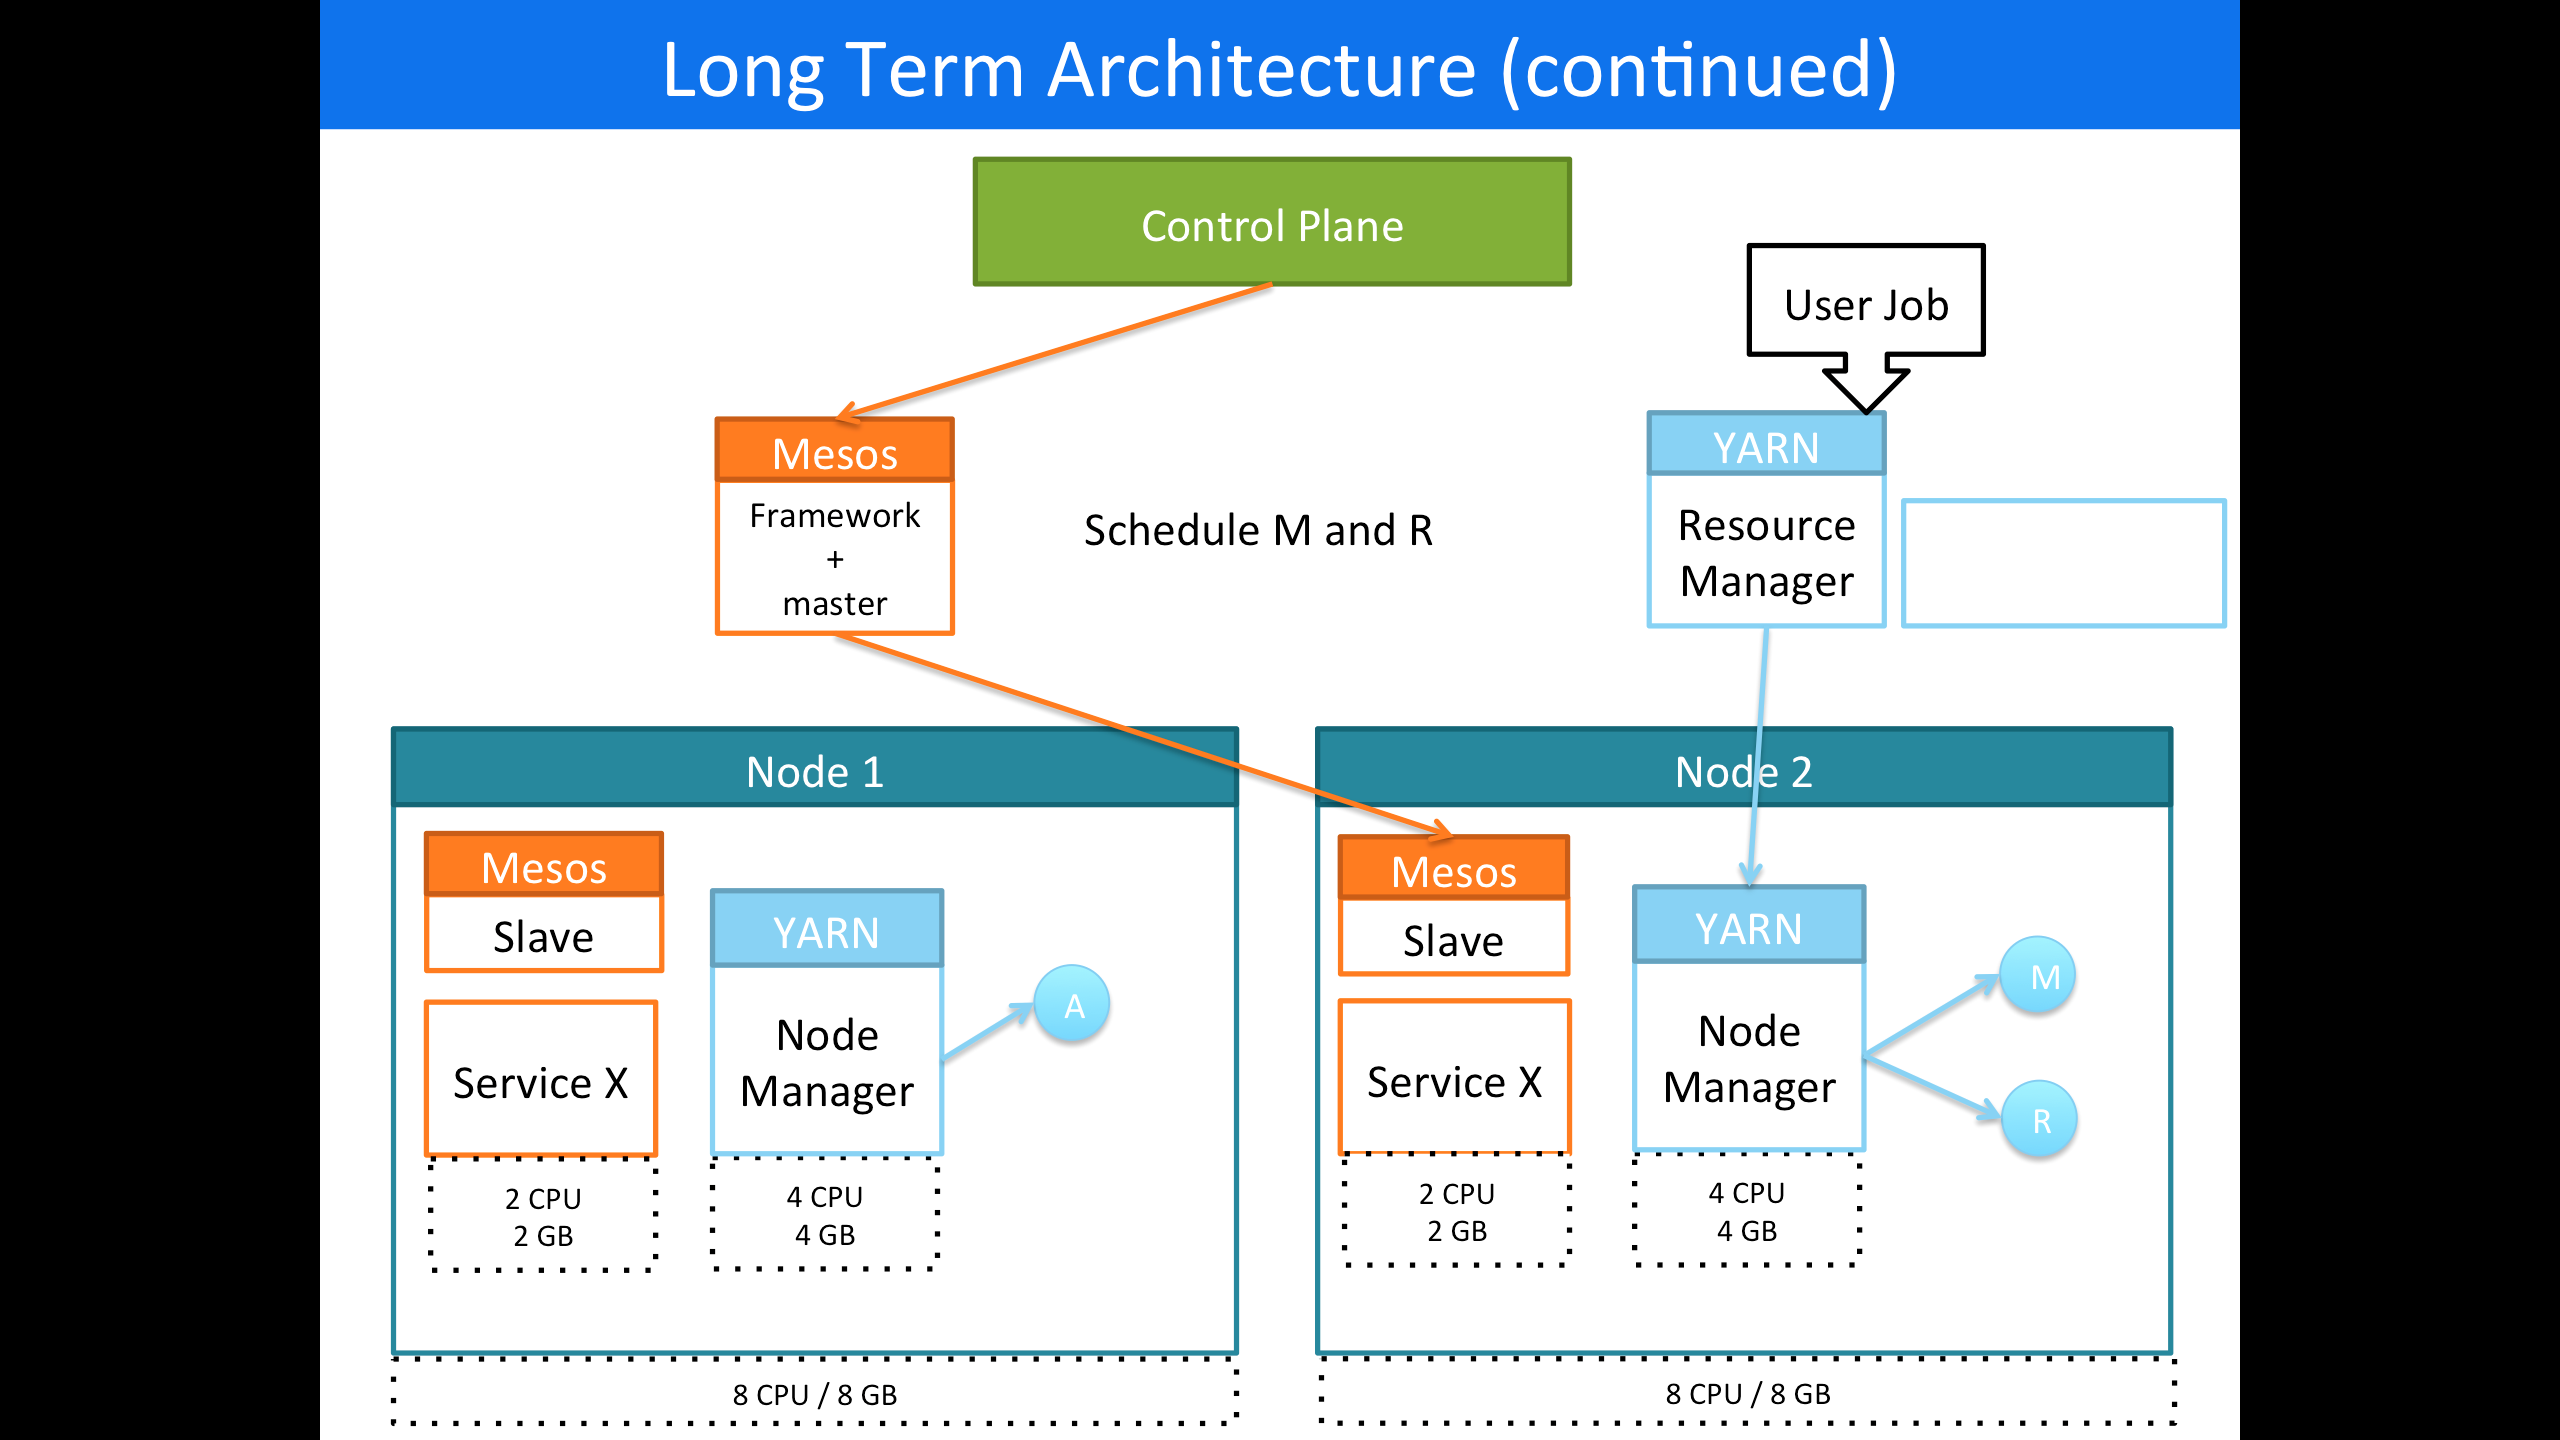 Long Term Architecture (continued)
Control Plane
User Job
Mesos
Framework
+
master
Schedule M and R
YARN
Resource
Manager
Node 1
Mesos
Slave
Service X
2 CPU
2 GB
YARN
Node
Manager
4 CPU
4 GB
A
8 CPU / 8 GB
Node 2
Mesos
Slave
Service X
2 CPU
2 GB
YARN
Node
Manager
4 CPU
4 GB
M
R
8 CPU / 8 GB